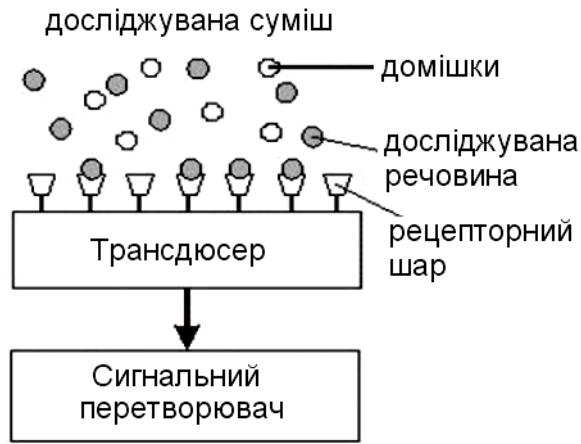 досліджувана суміш
домішки
досліджувана
речовина
рецепторний
шар
Трансдюсер
Сигнальний
перетворювач